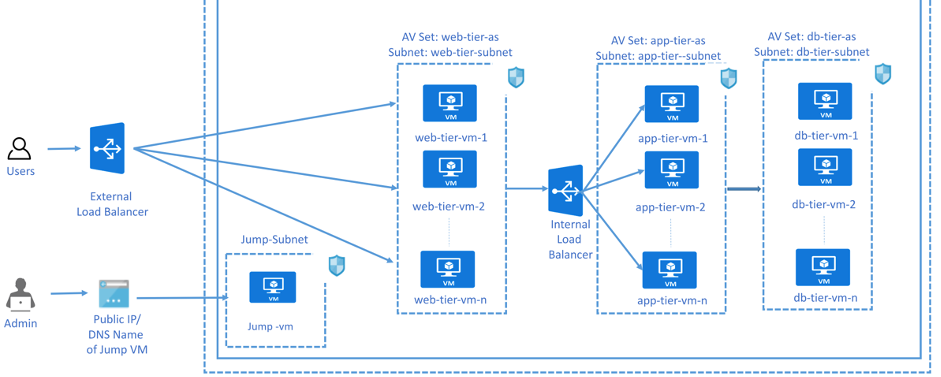 AV Set: web-tier-as
Subnet: web-tier-subnet
AV Set: app-tier-as
Subnet: app-tier--subnet
AV Set: db-tier-as
Subnet: db-tier-subnet
VM
web-tier-vm-1
VM
web-tier-vm-2
VM
web-tier-vm-n
VM
app-tier-vm-1
VM
app-tier-vm-2
VM
app-tier-vm-n
VM
db-tier-vm-1
VM
db-tier-vm-2
VM
db-tier-vm-n
Users
External
Load Balancer
Internal
Load
Balancer
Jump-Subnet
VM
Jump -vm
Admin
Public IP/
DNS Name
of Jump VM